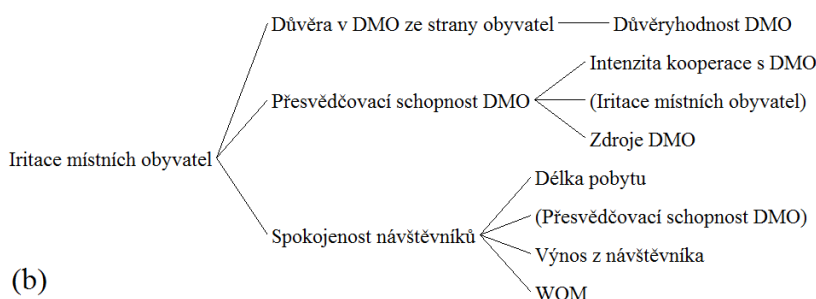 Důvěra v DMO ze strany obyvatel Důvěryhodnost DMO
Intenzita kooperace s DMO
Přesvědčovací schopnost DMO (Iritace místních obyvatel)
Zdroje DMO
Iritace místních obyvatel
Délka pobytu
(Přesvědčovací schopnost DMO)
Spokojenost návštěvníků
Výnos z návštěvníka
WOM
(b)